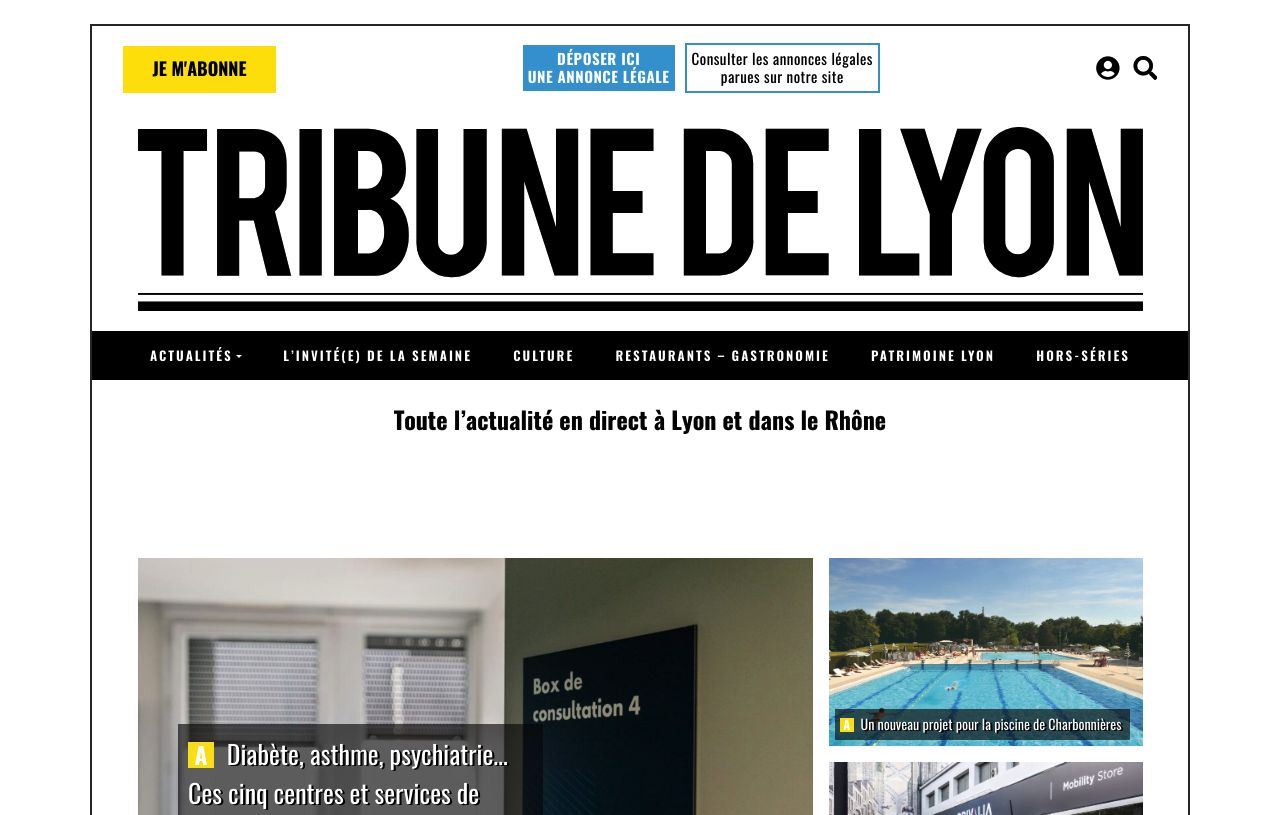 JE M'ABONNE
DÉPOSER ICI
UNE ANNONCE LÉGALE
Consulter les annonces légales
parues sur notre site
TRIBUNE DE LYON
ACTUALITÉS
L’INVITÉ(E) DE LA SEMAINE
CULTURE
RESTAURANTS – GASTRONOMIE
PATRIMOINE LYON
HORS-SÉRIES
Toute l’actualité en direct à Lyon et dans le Rhône
Box de
consultation 4
A Diabète, asthme, psychiatrie...
Ces cinq centres et services de
A Un nouveau projet pour la piscine de Charbonnières
Mobility Store